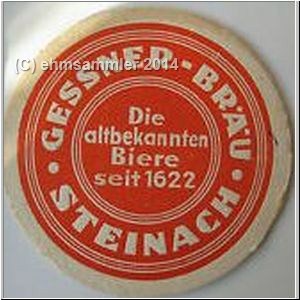 (C) ehmsammler 2014
GESSNER-BRÄU
Die
altbekannten
Biere
seit 1622
· STEINACH ·